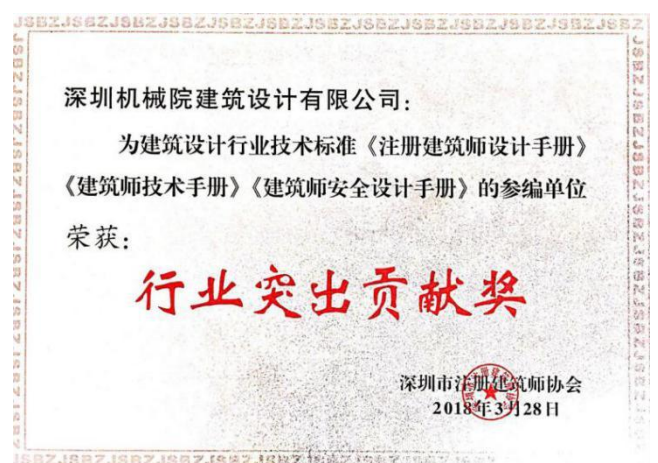 深圳机械院建筑设计有限公司：
为建筑设计行业技术标准《注册建筑师设计手册》
《建筑师技术手册》《建筑师安全设计手册》的参编单位
荣获：
行业突出贡献奖
深圳市注册建筑师协会
2018年3月28日